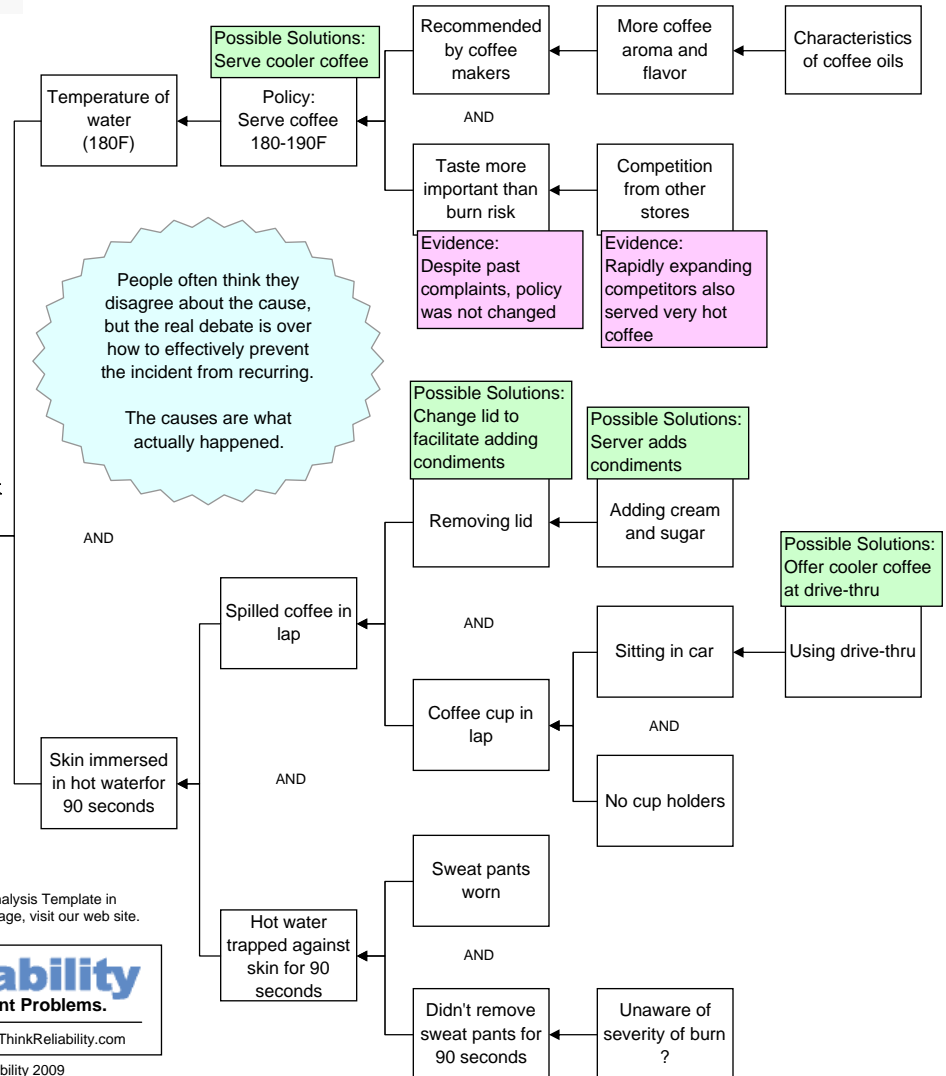 Possible Solutions:
Serve cooler coffee
Temperature of
water
(180F)
Policy:
Serve coffee
180-190F
Recommended
by coffee
makers
More coffee
aroma and
flavor
Characteristics
of coffee oils
AND
Taste more
important than
burn risk
Competition
from other
stores
Evidence:
Despite past
complaints, policy
was not changed
Evidence:
Rapidly expanding
competitors also
served very hot
coffee
People often think they
disagree about the cause,
but the real debate is over
how to effectively prevent
the incident from recurring.
The causes are what
actually happened.
AND
Possible Solutions:
Change lid to
facilitate adding
condiments
Possible Solutions:
Server adds
condiments
Removing lid
Adding cream
and sugar
Possible Solutions:
Offer cooler coffee
at drive-thru
Spilled coffee in
lap
AND
Sitting in car
Using drive-thru
Coffee cup in
lap
AND
No cup holders
Skin immersed
in hot waterfor
90 seconds
AND
Sweat pants
worn
Hot water
trapped against
skin for 90
seconds
AND
Didn't remove
sweat pants for
90 seconds
Unaware of
severity of burn
?
alysis Template in
age, visit our web site.
ability
nt Problems.
ThinkReliability.com
bility 2009